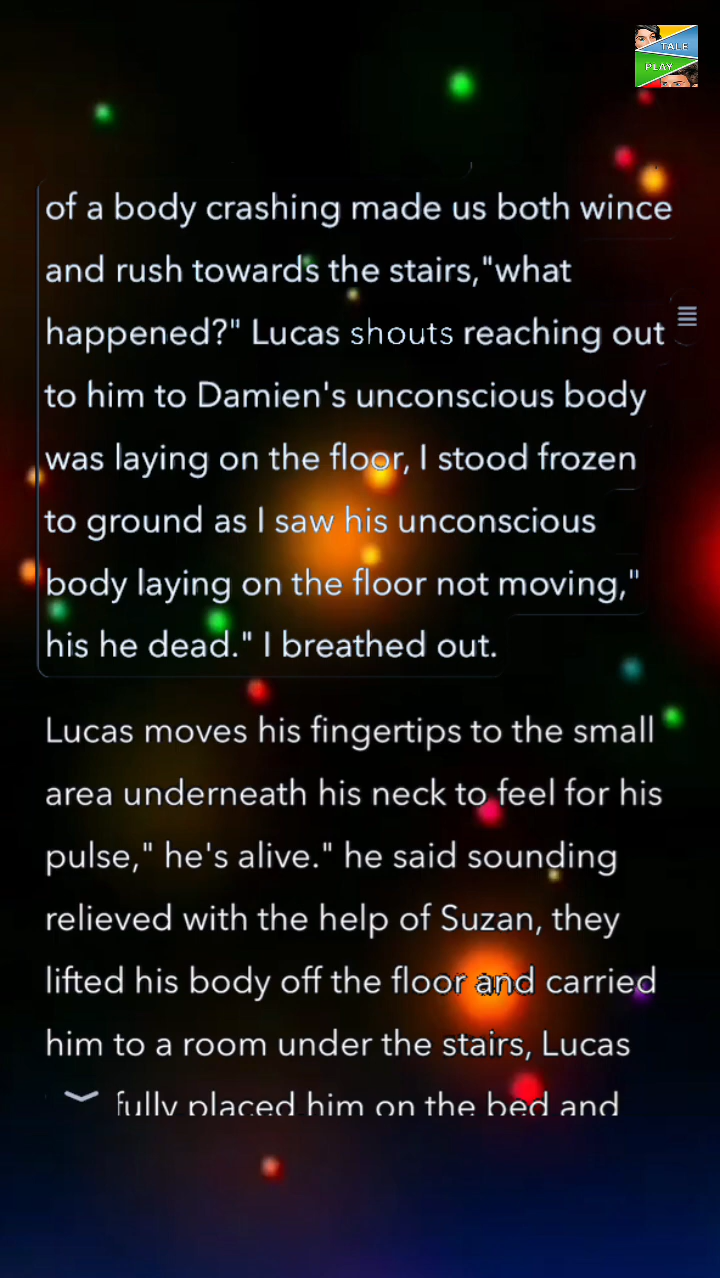 TALE
PLAY
of a body crashing made us both wince
and rush towards the stairs,"what
happened?" Lucas shouts reaching out
to him to Damien's unconscious body
was laying on the floor, I stood frozen
to ground as I saw his unconscious
body laying on the floor not moving,"
his he dead." I breathed out.
Lucas moves his fingertips to the small
area underneath his neck to feel for his
pulse," he's alive." he said sounding
relieved with the help of Suzan, they
lifted his body off the floor and carried
him to a room under the stairs, Lucas
fully placed him on the bed and